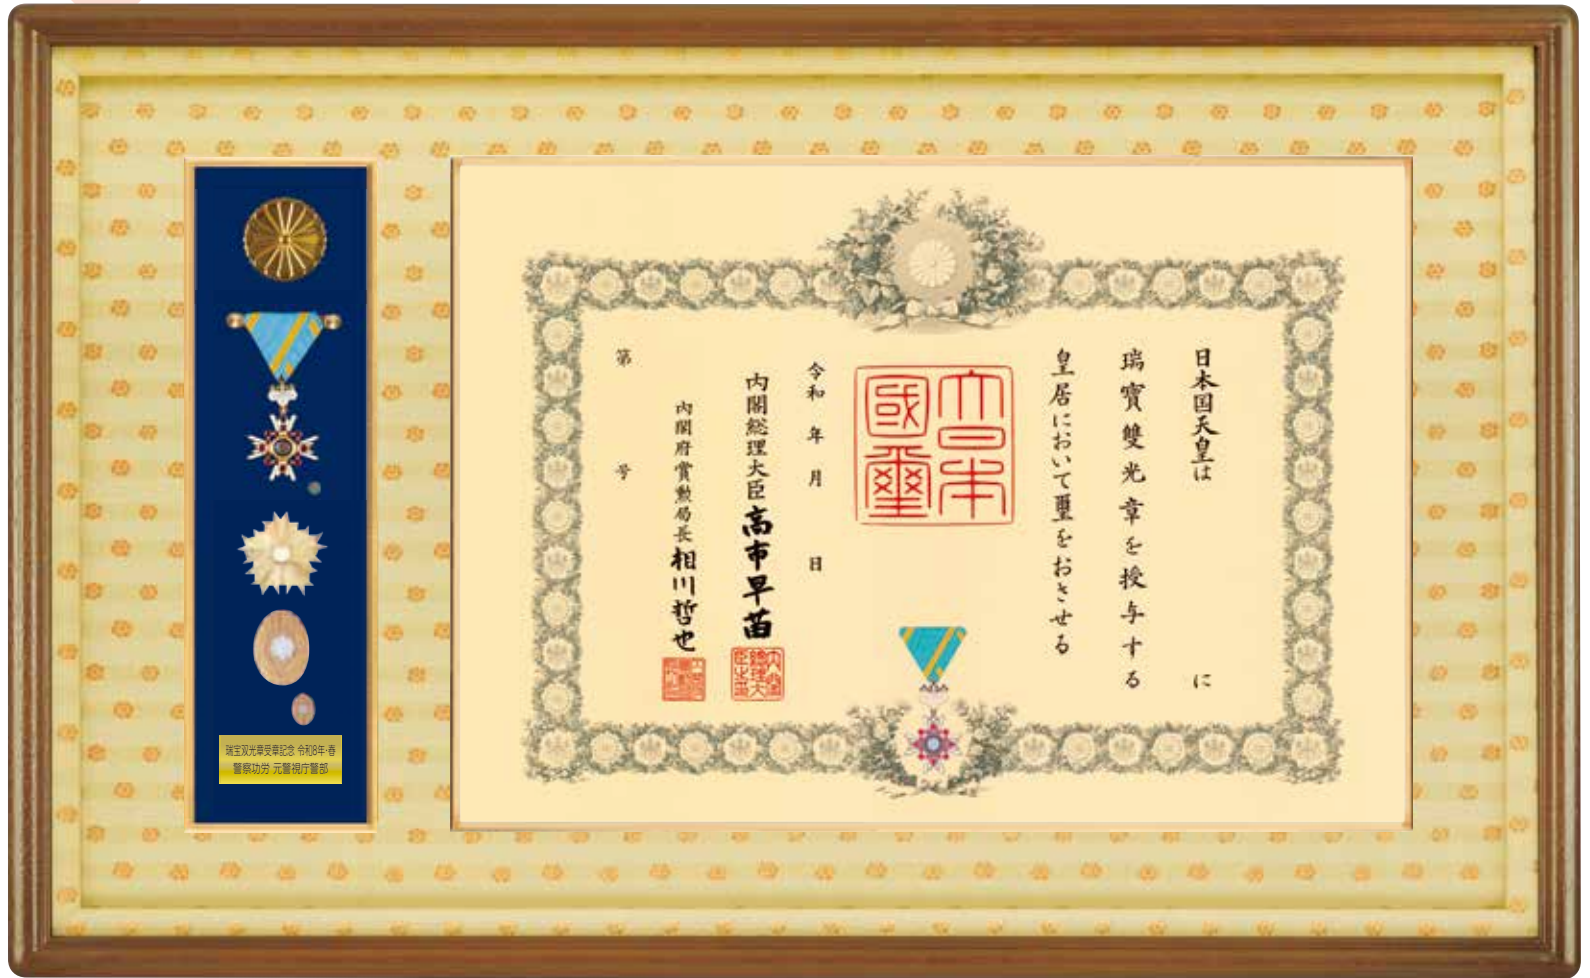 日本国天皇は　に
瑞寶雙光章を授与する
皇居において璽をおさせる
大日本
國璽
令和　年　月　日
内閣総理大臣 高市早苗
内閣府賞勲局長 相川哲也
第　号
瑞宝双光章受章記念 令和8年・春
警察功労 元警視庁警部